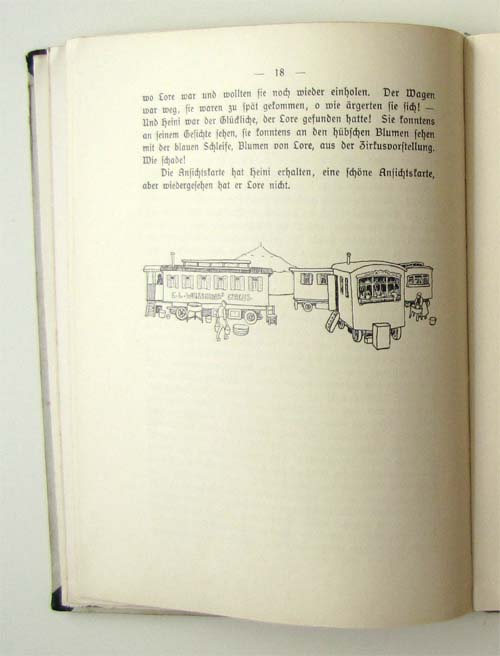 — 18 —
wo Lore war und wollten sie noch wieder einholen. Der Wagen
war weg, sie waren zu spät gekommen, o wie ärgerten sie sich! —
Und Heini war der Glückliche, der Lore gefunden hatte! Sie konntens
an seinem Gesichte sehen, sie konntens an den hübschen Blumen sehen
mit der blauen Schleife, Blumen von Lore, aus der Zirkusvorstellung.
Wie schade!
Die Ansichtskarte hat Heini erhalten, eine schöne Ansichtskarte,
aber wiedergesehen hat er Lore nicht.